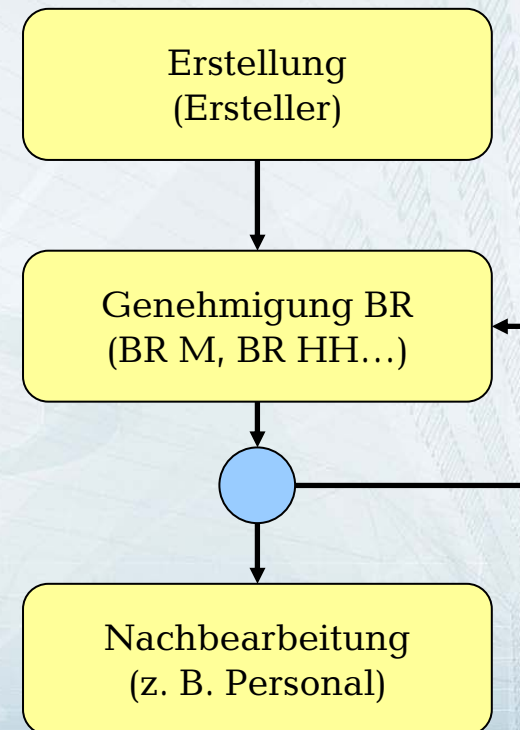 Erstellung
(Ersteller)
Genehmigung BR
(BR M, BR HH…)
Nachbearbeitung
(z. B. Personal)